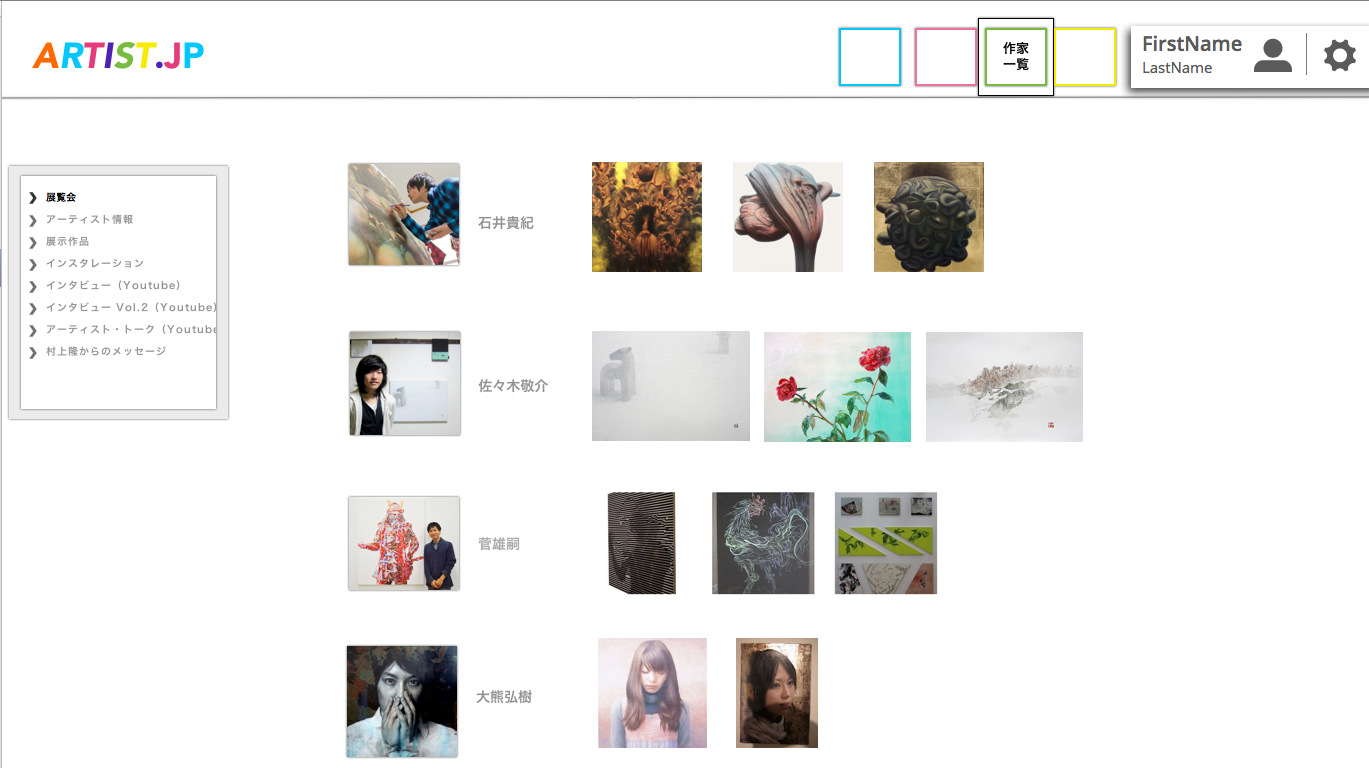 ARTIST.JP
作家
一覧
FirstName
LastName
展覧会
アーティスト情報
展示作品
インスタレーション
インタビュー（Youtube）
インタビュー Vol.2（Youtube）
アーティスト・トーク（Youtube
村上隆からのメッセージ
石井貴紀
佐々木敬介
菅雄嗣
大熊弘樹